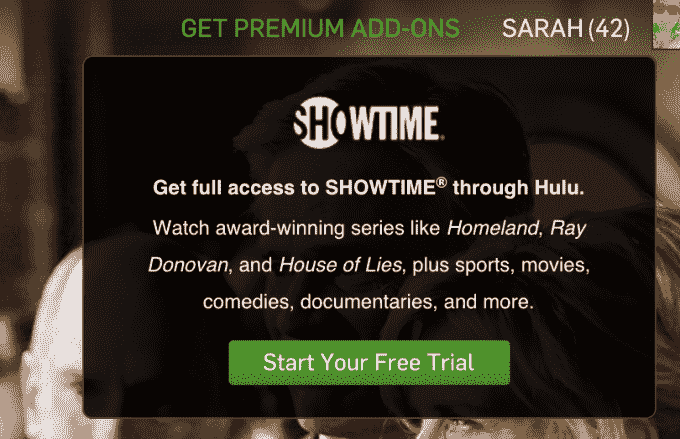 GET PREMIUM ADD-ONS SARAH (42)
SHOWTIME.
Get full access to SHOWTIME® through Hulu.
Watch award-winning series like Homeland, Ray
Donovan, and House of Lies, plus sports, movies,
comedies, documentaries, and more.
Start Your Free Trial